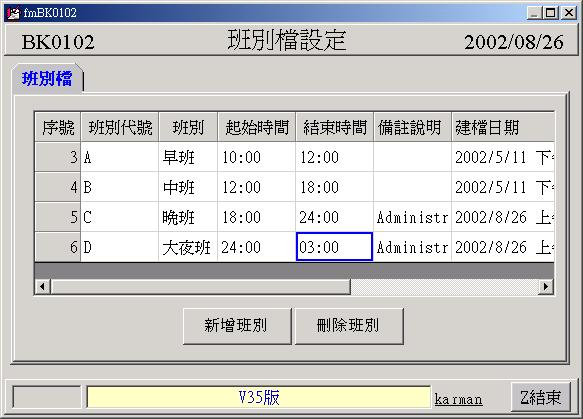 fmBK0102
BK0102 班別檔設定 2002/08/26
班別檔
序號 班別代號 班別 起始時間 結束時間 備註說明 建檔日期
3 A 早班 10:00 12:00 2002/5/11 下
4 B 中班 12:00 18:00 2002/5/11 下
5 C 晚班 18:00 24:00 Administr 2002/8/26 上
6 D 大夜班 24:00 03:00 Administr 2002/8/26 上
新增班別 刪除班別
V35版 karman Z結束